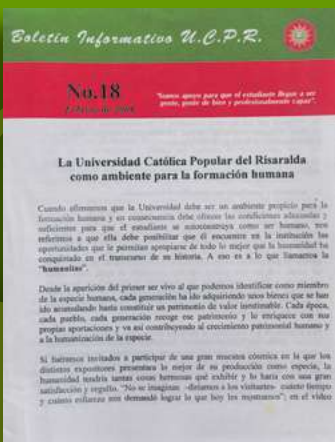 Boletín Informativo U.C.P.R.
No.18
"Somos apoyo para que el estudiante llegue a ser
gente, gente de bien y profesionalmente capaz".
La Universidad Católica Popular del Risaralda
como ambiente para la formación humana
Cuando afirmamos que la Universidad debe ser un ambiente propicio para la
formación humana y en consecuencia debe ofrecer las condiciones adecuadas y
suficientes para que el estudiante se autoconstruya como ser humano, nos
referimos a que ella debe posibilitar que él encuentre en la institución las
oportunidades que le permitan apropiarse de todo lo mejor que la humanidad ha
conquistado en el transcurso de su historia. A eso es a lo que llamamos la
"humanitas".
Desde la aparición del primer ser vivo al que podemos identificar como miembro
de la especie humana, cada generación ha ido adquiriendo unos bienes que se han
ido acumulando hasta constituir un patrimonio de valor inestimable. Cada época,
cada pueblo, cada generación recoge ese patrimonio y lo enriquece con sus
propias aportaciones y va así contribuyendo al crecimiento patrimonial humano y
a la humanización de la especie.
Si fuéramos invitados a participar de una gran muestra cósmica en la que los
distintos expositores presentara lo mejor de su producción como especie, la
humanidad tendría tantas cosas hermosas qué exhibir y lo haría con una gran
satisfacción y orgullo. "No se imaginan -diríamos a los visitantes- cuánto tiempo
y cuánto esfuerzo nos demandó lograr lo que hoy les mostramos"; en el video